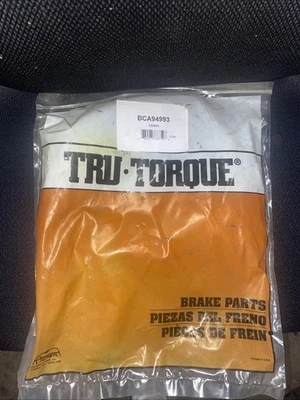 BCA94993
TRU·TORQUE®
BRAKE PARTS
PIEZAS DEL FRENO
PIÈCES DE FREIN